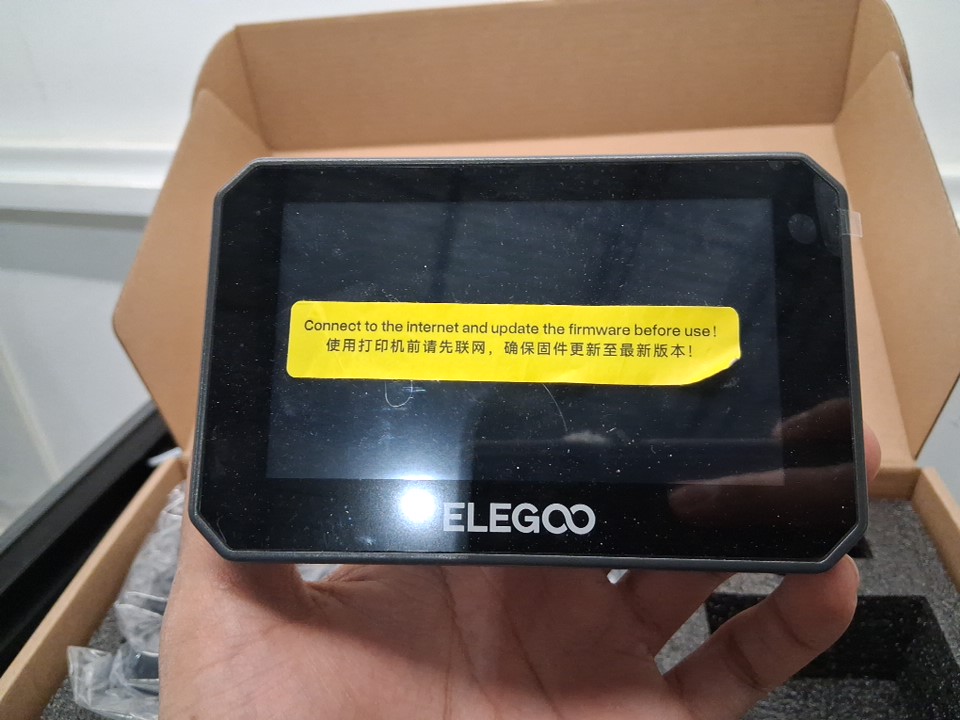 Connect to the internet and update the firmware before use!
使用打印机前请先联网，确保固件更新至最新版本！
ELEGOO